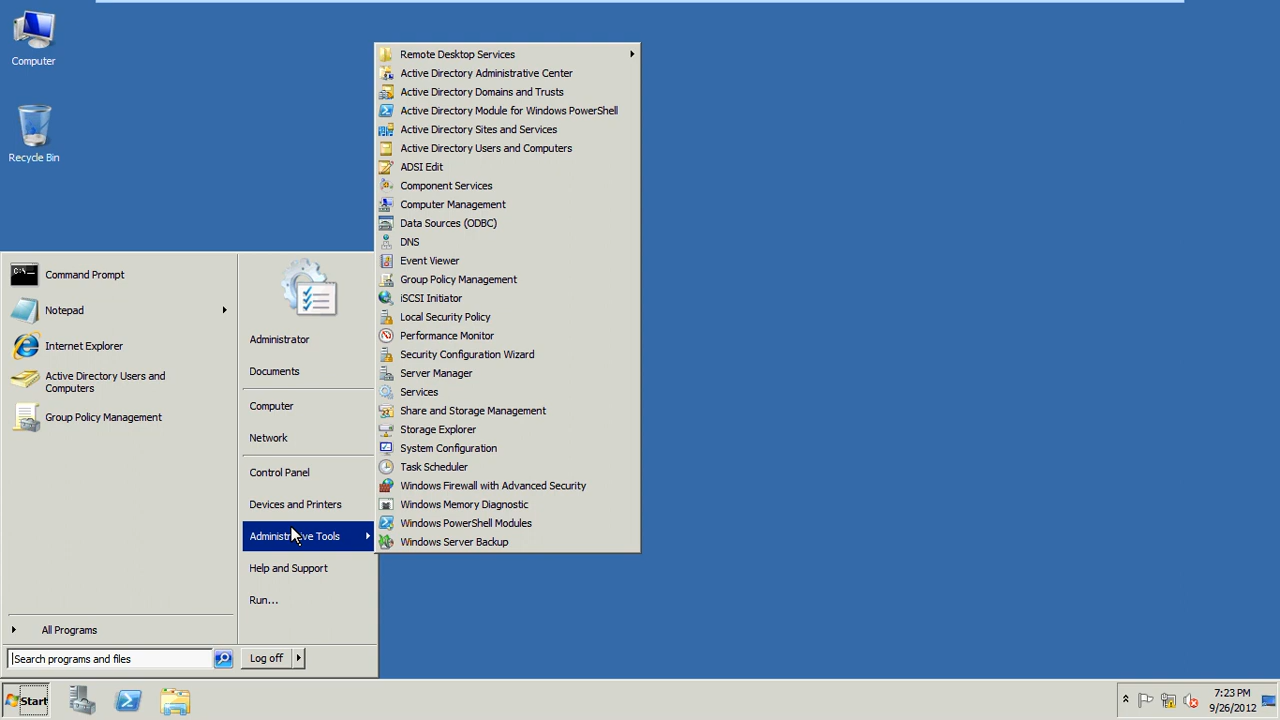 Computer
Recycle Bin
Remote Desktop Services
Active Directory Administrative Center
Active Directory Domains and Trusts
Active Directory Module for Windows PowerShell
Active Directory Sites and Services
Active Directory Users and Computers
ADSI Edit
Component Services
Computer Management
Data Sources (ODBC)
DNS
Event Viewer
Group Policy Management
iSCSI Initiator
Local Security Policy
Performance Monitor
Security Configuration Wizard
Server Manager
Services
Share and Storage Management
Storage Explorer
System Configuration
Task Scheduler
Windows Firewall with Advanced Security
Windows Memory Diagnostic
Windows PowerShell Modules
Windows Server Backup
Command Prompt
Notepad
Internet Explorer
Active Directory Users and
Computers
Group Policy Management
Administrator
Documents
Computer
Network
Control Panel
Devices and Printers
Administrative Tools
Help and Support
Run...
All Programs
Search programs and files
Log off
Start
7:23 PM
9/26/2012